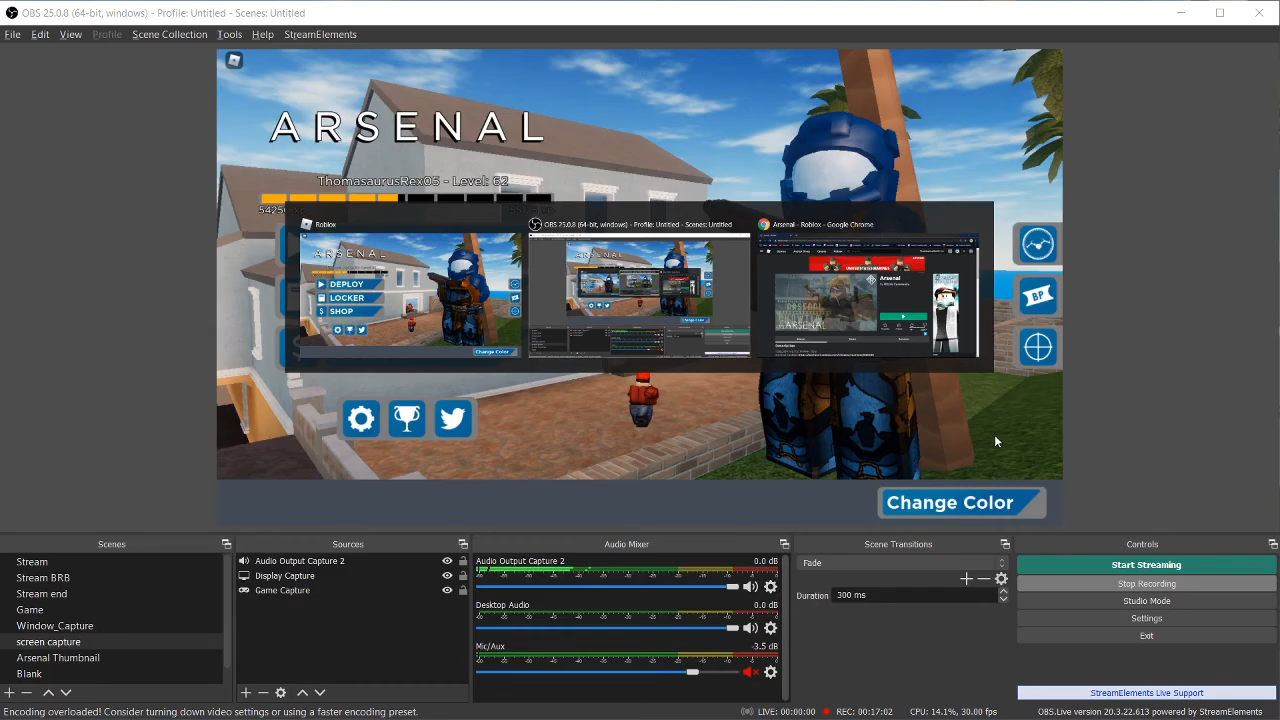 OBS 25.0.8 (64-bit, windows) - Profile: Untitled - Scenes: Untitled
File Edit View Profile Scene Collection Tools Help StreamElements
ARSENAL
ThomasaurusRex05 - Level: 62
Roblox
OBS 25.0.8 (64-bit, windows) - Profile: Untitled - Scenes: Untitled
Arsenal - Roblox - Google Chrome
ARSENAL
DEPLOY
LOCKER
SHOP
Change Color
Arsenal
ARSENAL
BP
Change Color
Scenes
Stream
Stream BRB
Stream end
Game
Window Capture
screen capture
Arsenal Thumbnail
Blank
Sources
Audio Output Capture 2
Display Capture
Game Capture
Audio Mixer
Audio Output Capture 2 0.0 dB
Desktop Audio 0.0 dB
Mic/Aux -3.5 dB
Scene Transitions
Fade
Duration 300 ms
Controls
Start Streaming
Stop Recording
Studio Mode
Settings
Exit
StreamElements Live Support
Encoding overloaded! Consider turning down video settings or using a faster encoding preset.
LIVE: 00:00:00 REC: 00:17:02 CPU: 14.1%, 30.00 fps
OBS.Live version 20.3.22.613 powered by StreamElements